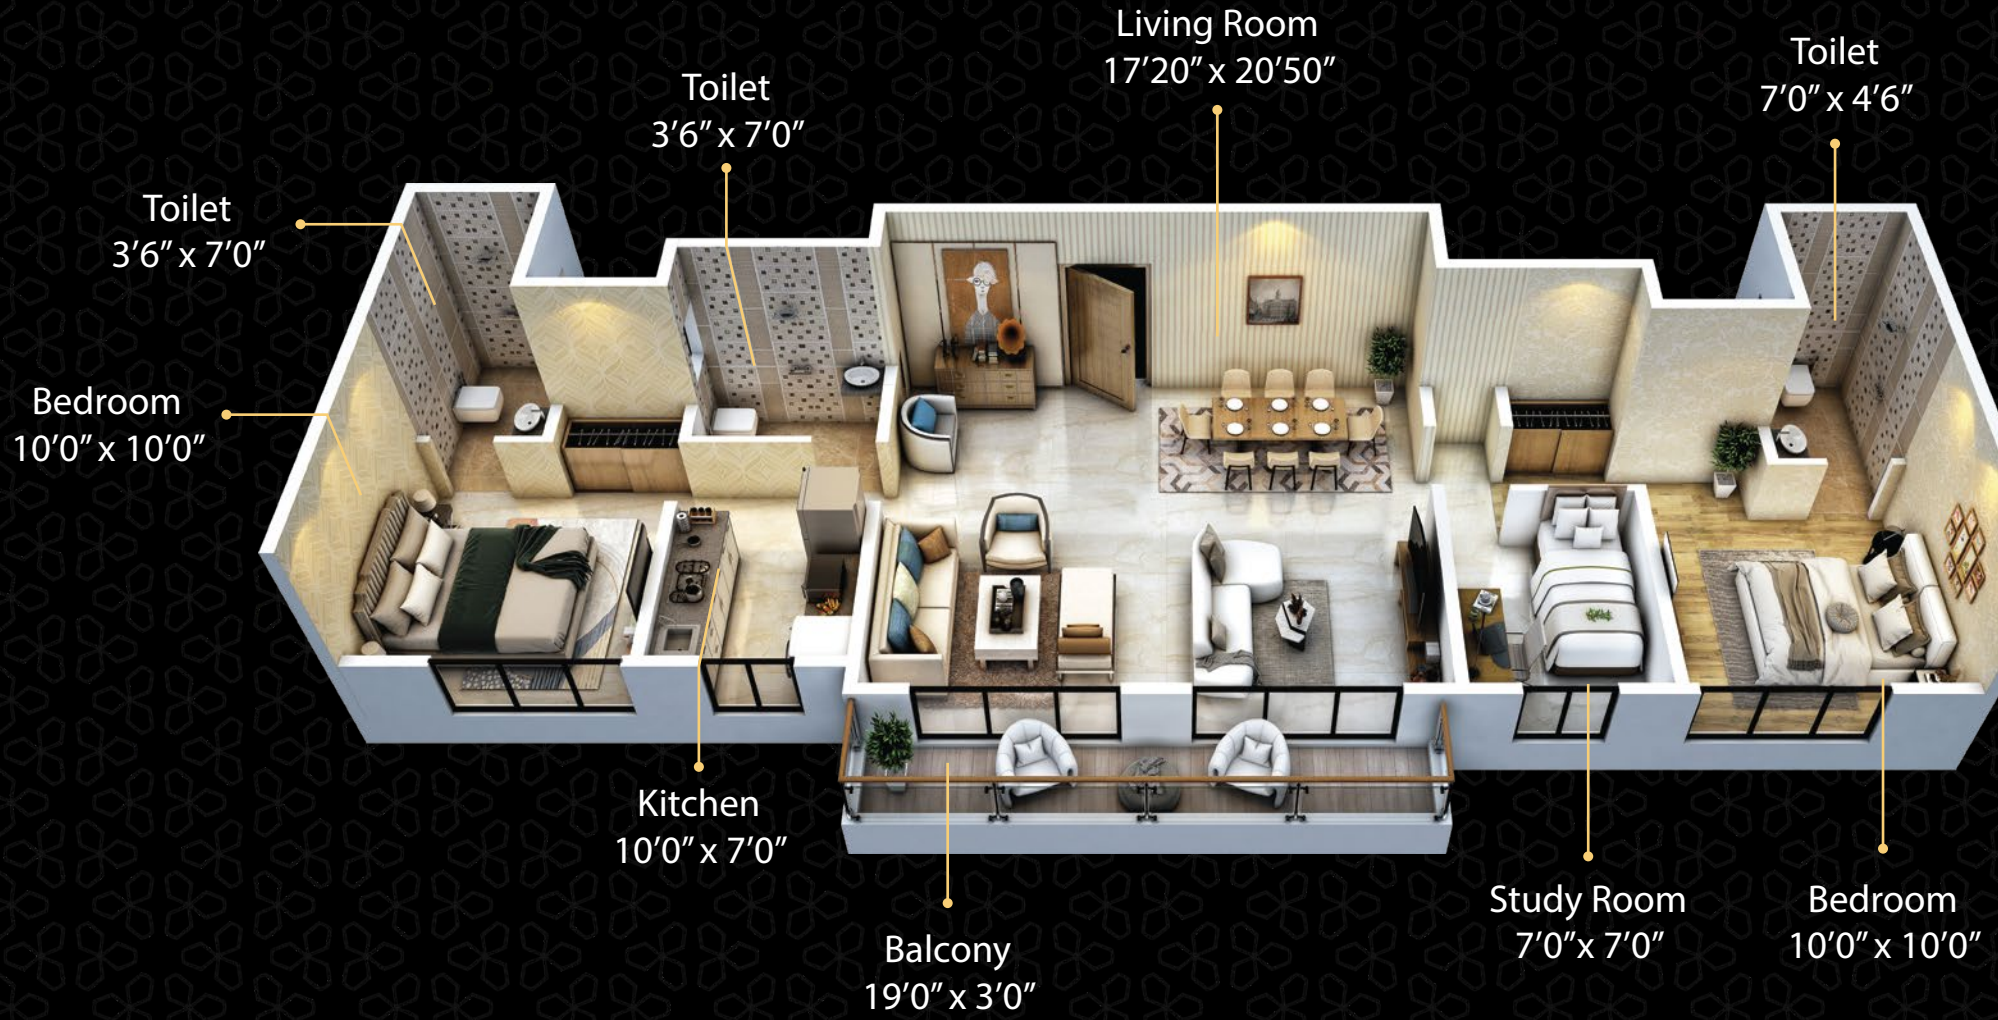 Living Room
17’20” x 20’50”
Toilet
7’0” x 4’6”
Toilet
3’6” x 7’0”
Toilet
3’6” x 7’0”
Bedroom
10’0” x 10’0”
Kitchen
10’0” x 7’0”
Study Room
7’0”x 7’0”
Bedroom
10’0” x 10’0”
Balcony
19’0” x 3’0”